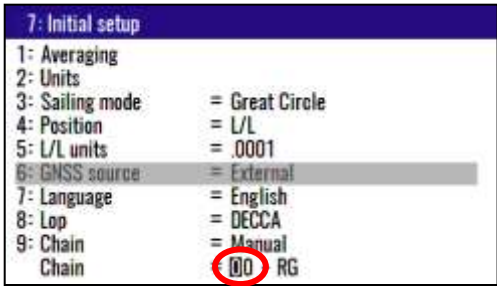 7: Initial setup
1: Averaging
2: Units
3: Sailing mode = Great Circle
4: Position = L/L
5: L/L units = .0001
6: GNSS source = External
7: Language = English
8: Lop = DECCA
9: Chain = Manual
Chain = 00 - RG